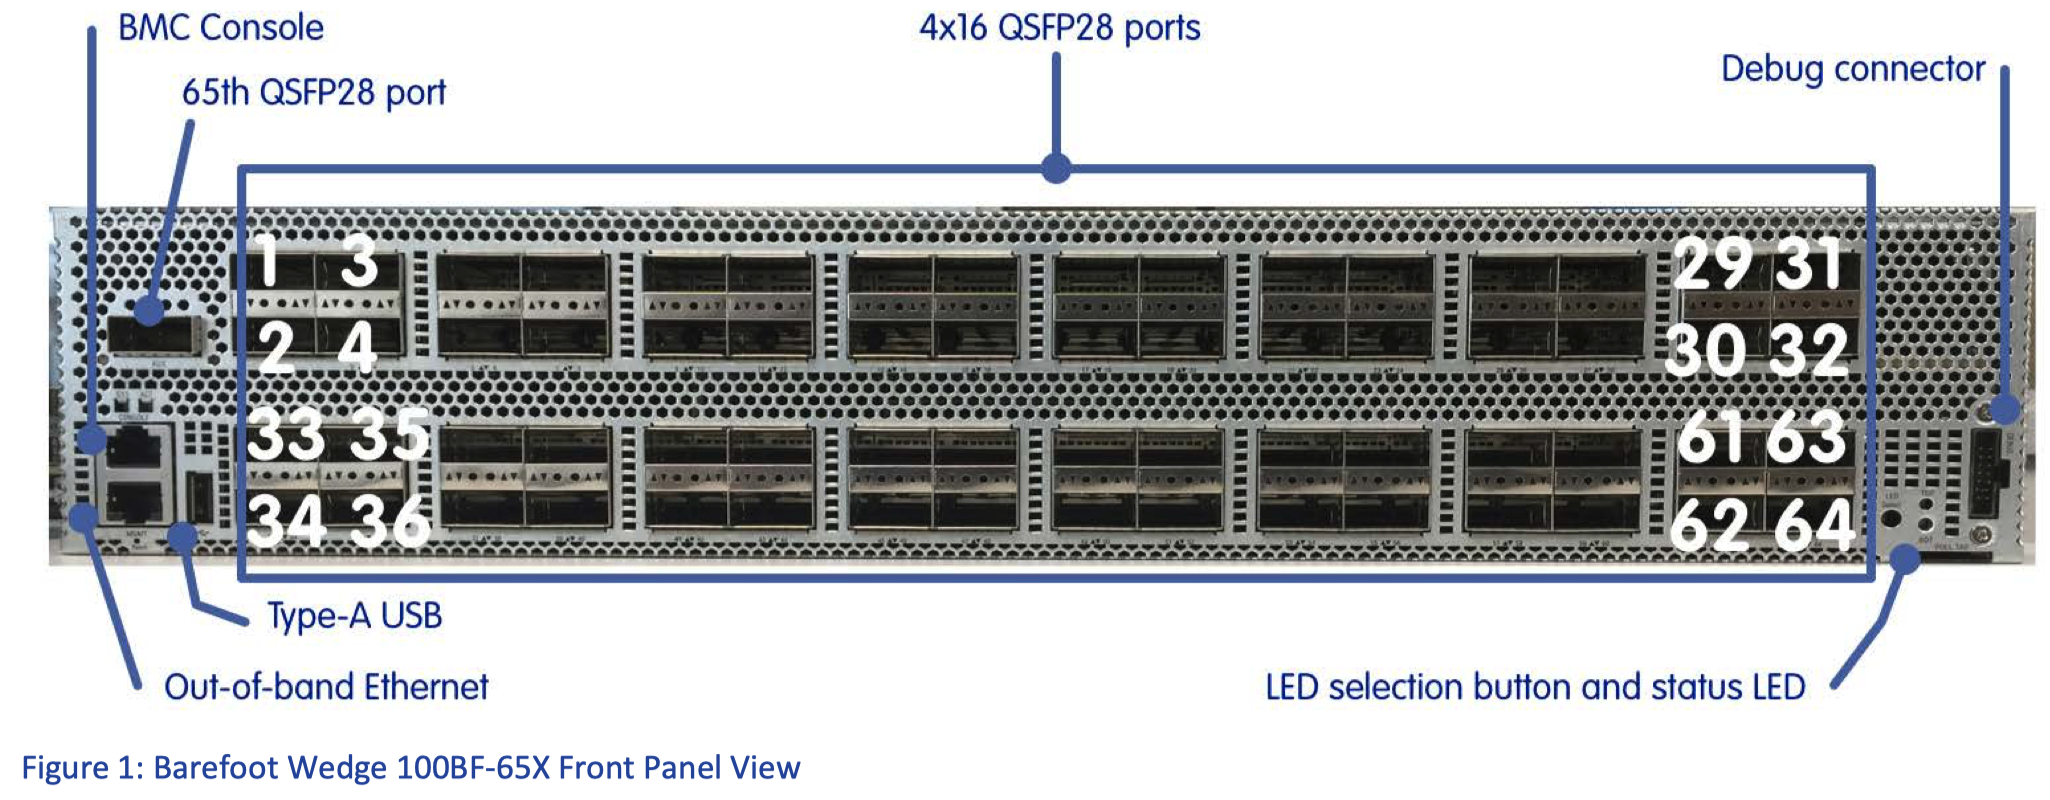 BMC Console
4x16 QSFP28 ports
Debug connector
65th QSFP28 port
1 3 29 31
2 4 30 32
CONSOLE
33 35 61 63
34 36 62 64
Type-A USB
Out-of-band Ethernet
LED selection button and status LED
Figure 1: Barefoot Wedge 100BF-65X Front Panel View